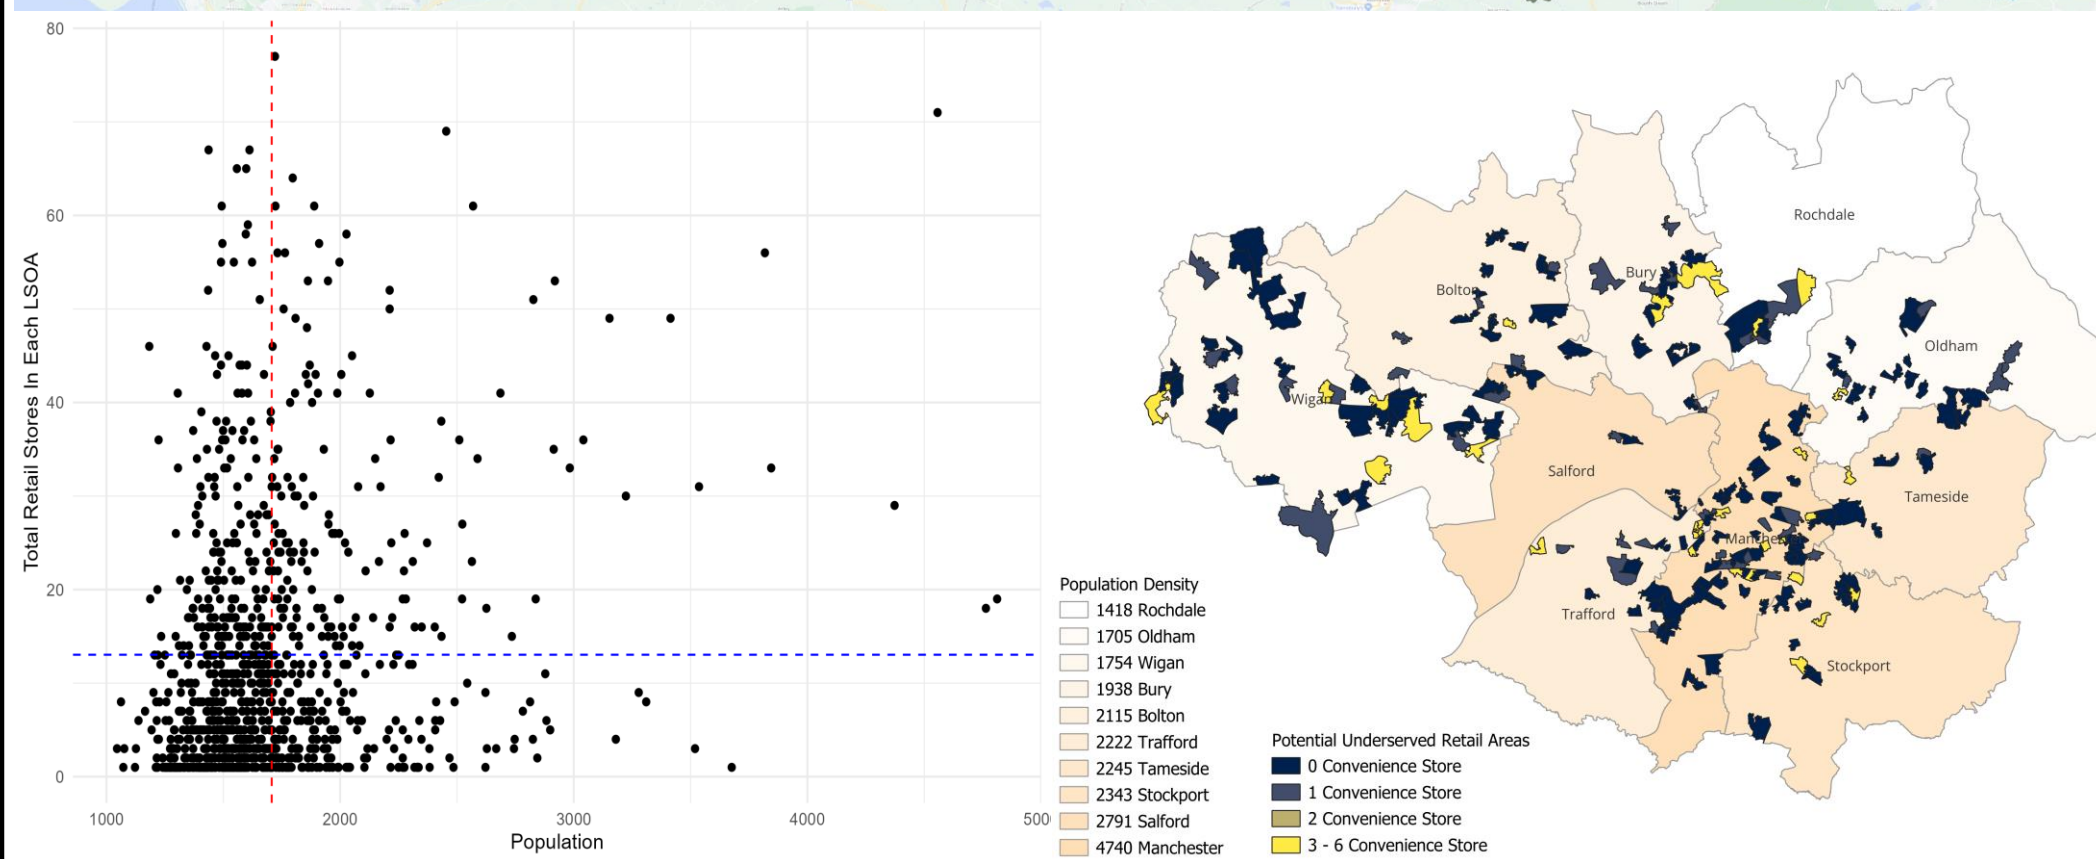 80
60
40
20
0
Total Retail Stores In Each LSOA
1000
2000
3000
4000
500
Population
Rochdale
Bury
Bolton
Oldham
Wigan
Salford
Tameside
Manche
Trafford
Stockport
Population Density
1418 Rochdale
1705 Oldham
1754 Wigan
1938 Bury
2115 Bolton
2222 Trafford
2245 Tameside
2343 Stockport
2791 Salford
4740 Manchester
Potential Underserved Retail Areas
0 Convenience Store
1 Convenience Store
2 Convenience Store
3 - 6 Convenience Store